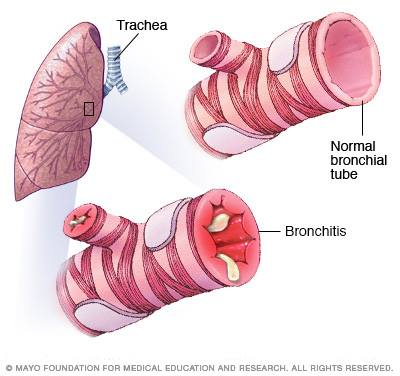 Trachea
Normal
bronchial
tube
Bronchitis
© MAYO FOUNDATION FOR MEDICAL EDUCATION AND RESEARCH. ALL RIGHTS RESERVED.